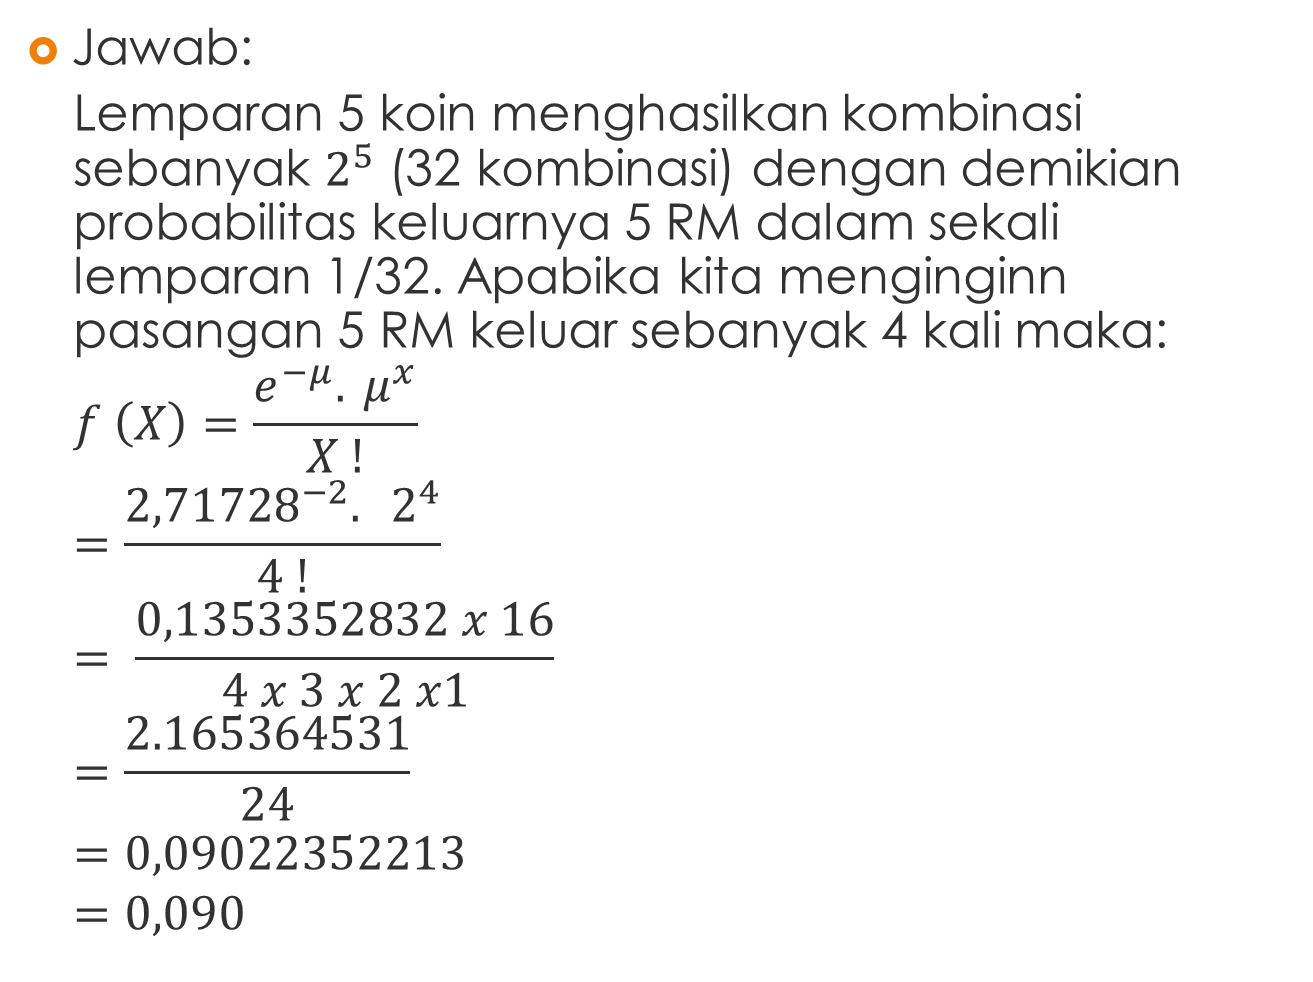 Jawab:
Lemparan 5 koin menghasilkan kombinasi
sebanyak 2⁵ (32 kombinasi) dengan demikian
probabilitas keluarnya 5 RM dalam sekali
lemparan 1/32. Apabika kita menginginn
pasangan 5 RM keluar sebanyak 4 kali maka:
e⁻ᵘ. μˣ
f (X) =
X !
2,71728⁻². 2⁴
=
4 !
0,1353352832 x 16
=
4 x 3 x 2 x1
2.165364531
=
24
= 0,09022352213
= 0,090